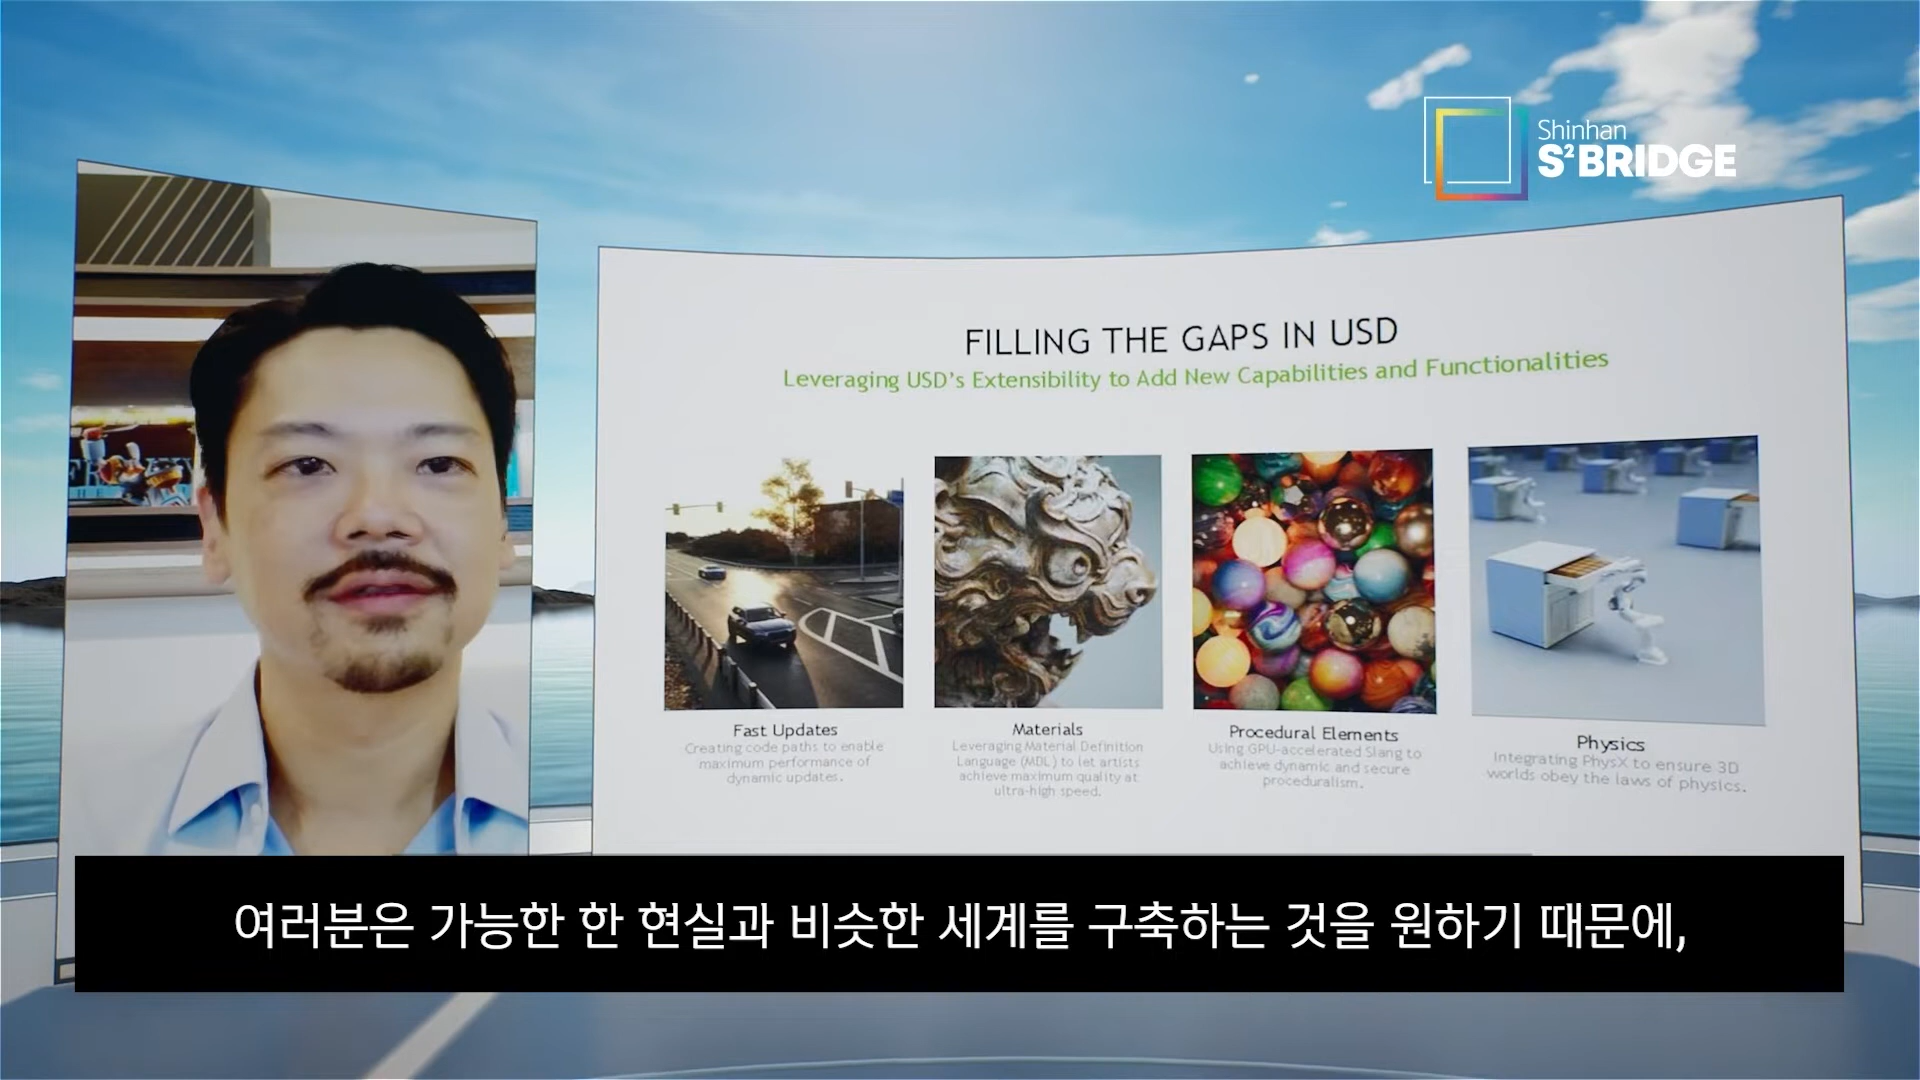 Shinhan
S² BRIDGE
FILLING THE GAPS IN USD
Leveraging USD's Extensibility to Add New Capabilities and Functionalities
Fast Updates
Creating code paths to enable
maximum performance of
dynamic updates.
Materials
Leveraging Material Definition
Language (MDL) to let artists
achieve maximum quality at
ultra-high speed.
Procedural Elements
Using GPU-accelerated Slang to
achieve dynamic and secure
proceduralism.
Physics
Integrating PhysX to ensure 3D
worlds obey the laws of physics.
여러분은 가능한 한 현실과 비슷한 세계를 구축하는 것을 원하기 때문에,